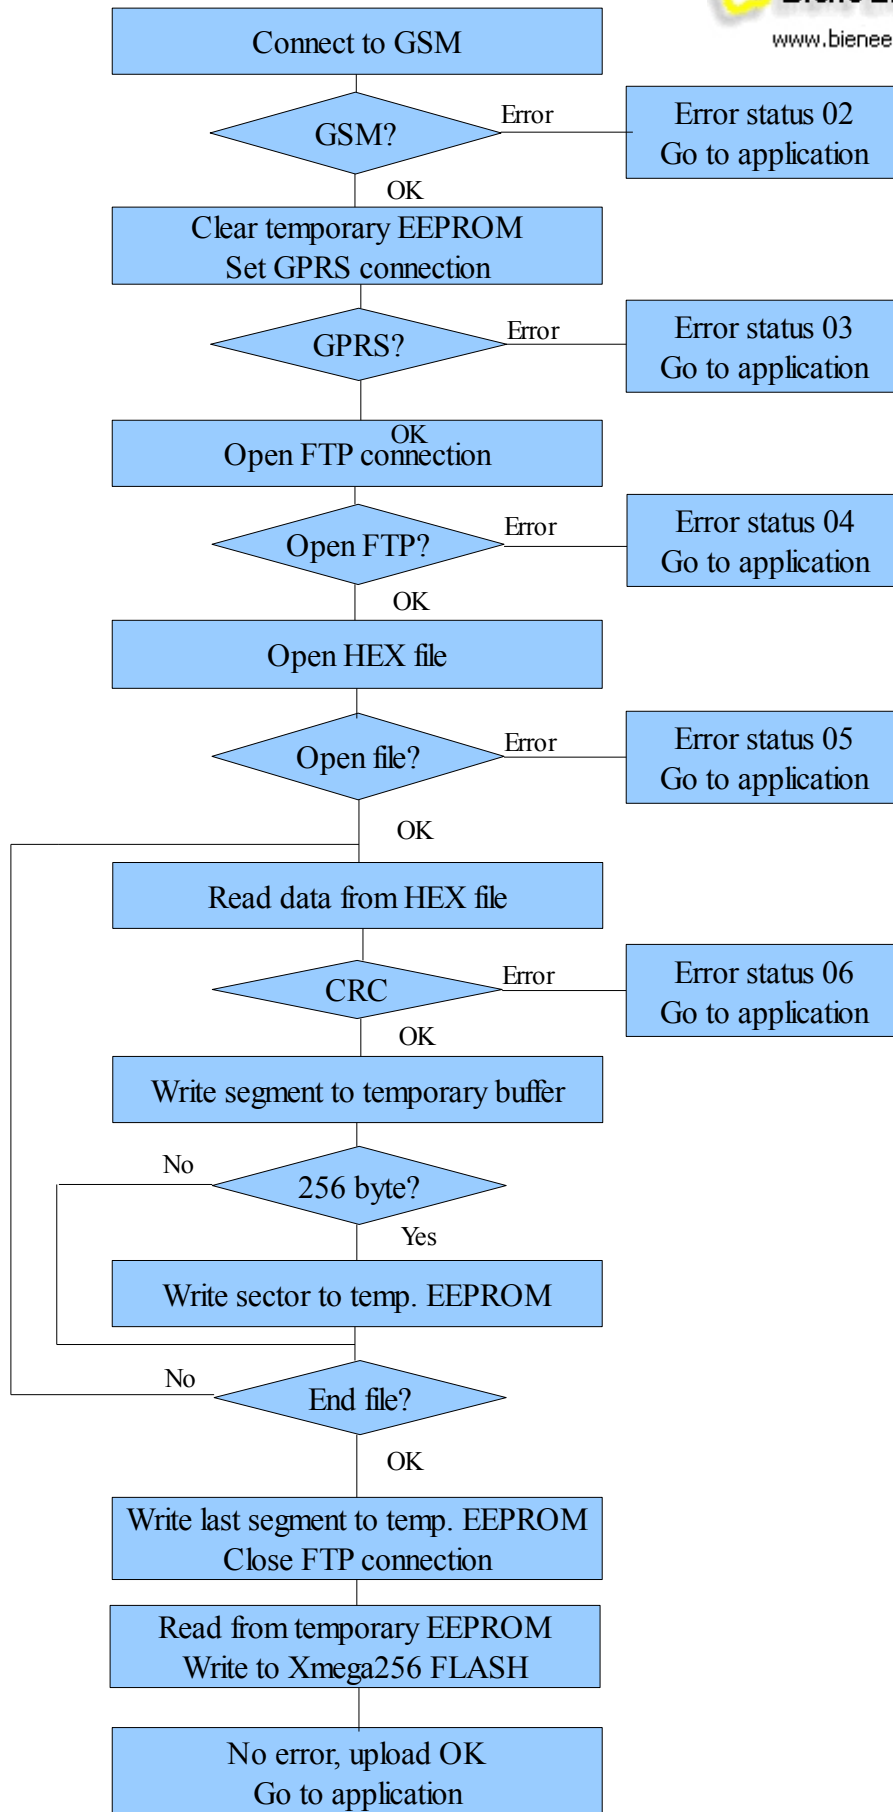 www.bienee
Connect to GSM
GSM?
Error
Error status 02
Go to application
OK
Clear temporary EEPROM
Set GPRS connection
GPRS?
Error
Error status 03
Go to application
OK
Open FTP connection
Open FTP?
Error
Error status 04
Go to application
OK
Open HEX file
Open file?
Error
Error status 05
Go to application
OK
Read data from HEX file
CRC
Error
Error status 06
Go to application
OK
Write segment to temporary buffer
No
256 byte?
Yes
Write sector to temp. EEPROM
No
End file?
OK
Write last segment to temp. EEPROM
Close FTP connection
Read from temporary EEPROM
Write to Xmega256 FLASH
No error, upload OK
Go to application